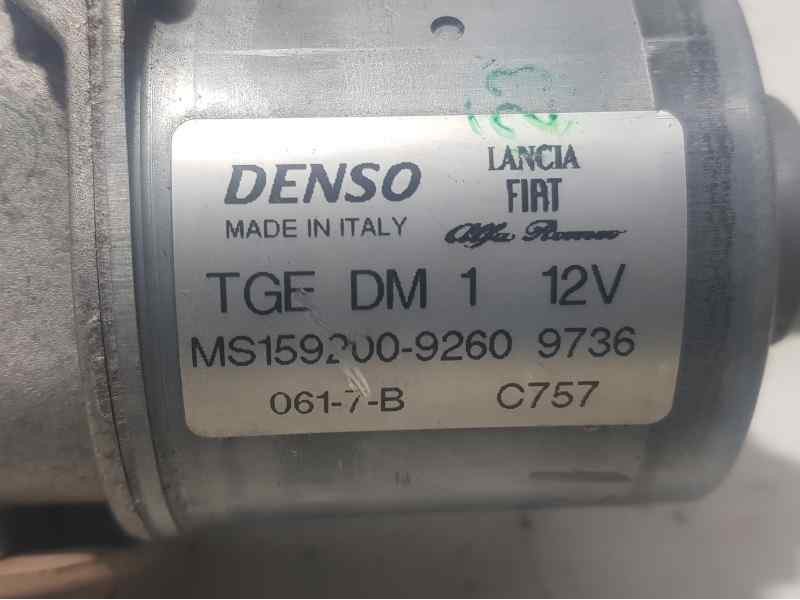 DENSO
MADE IN ITALY
LANCIA
FIAT
Alfa Romeo
TGE DM 1 12V
MS159200-9260 9736
061-7-B C757